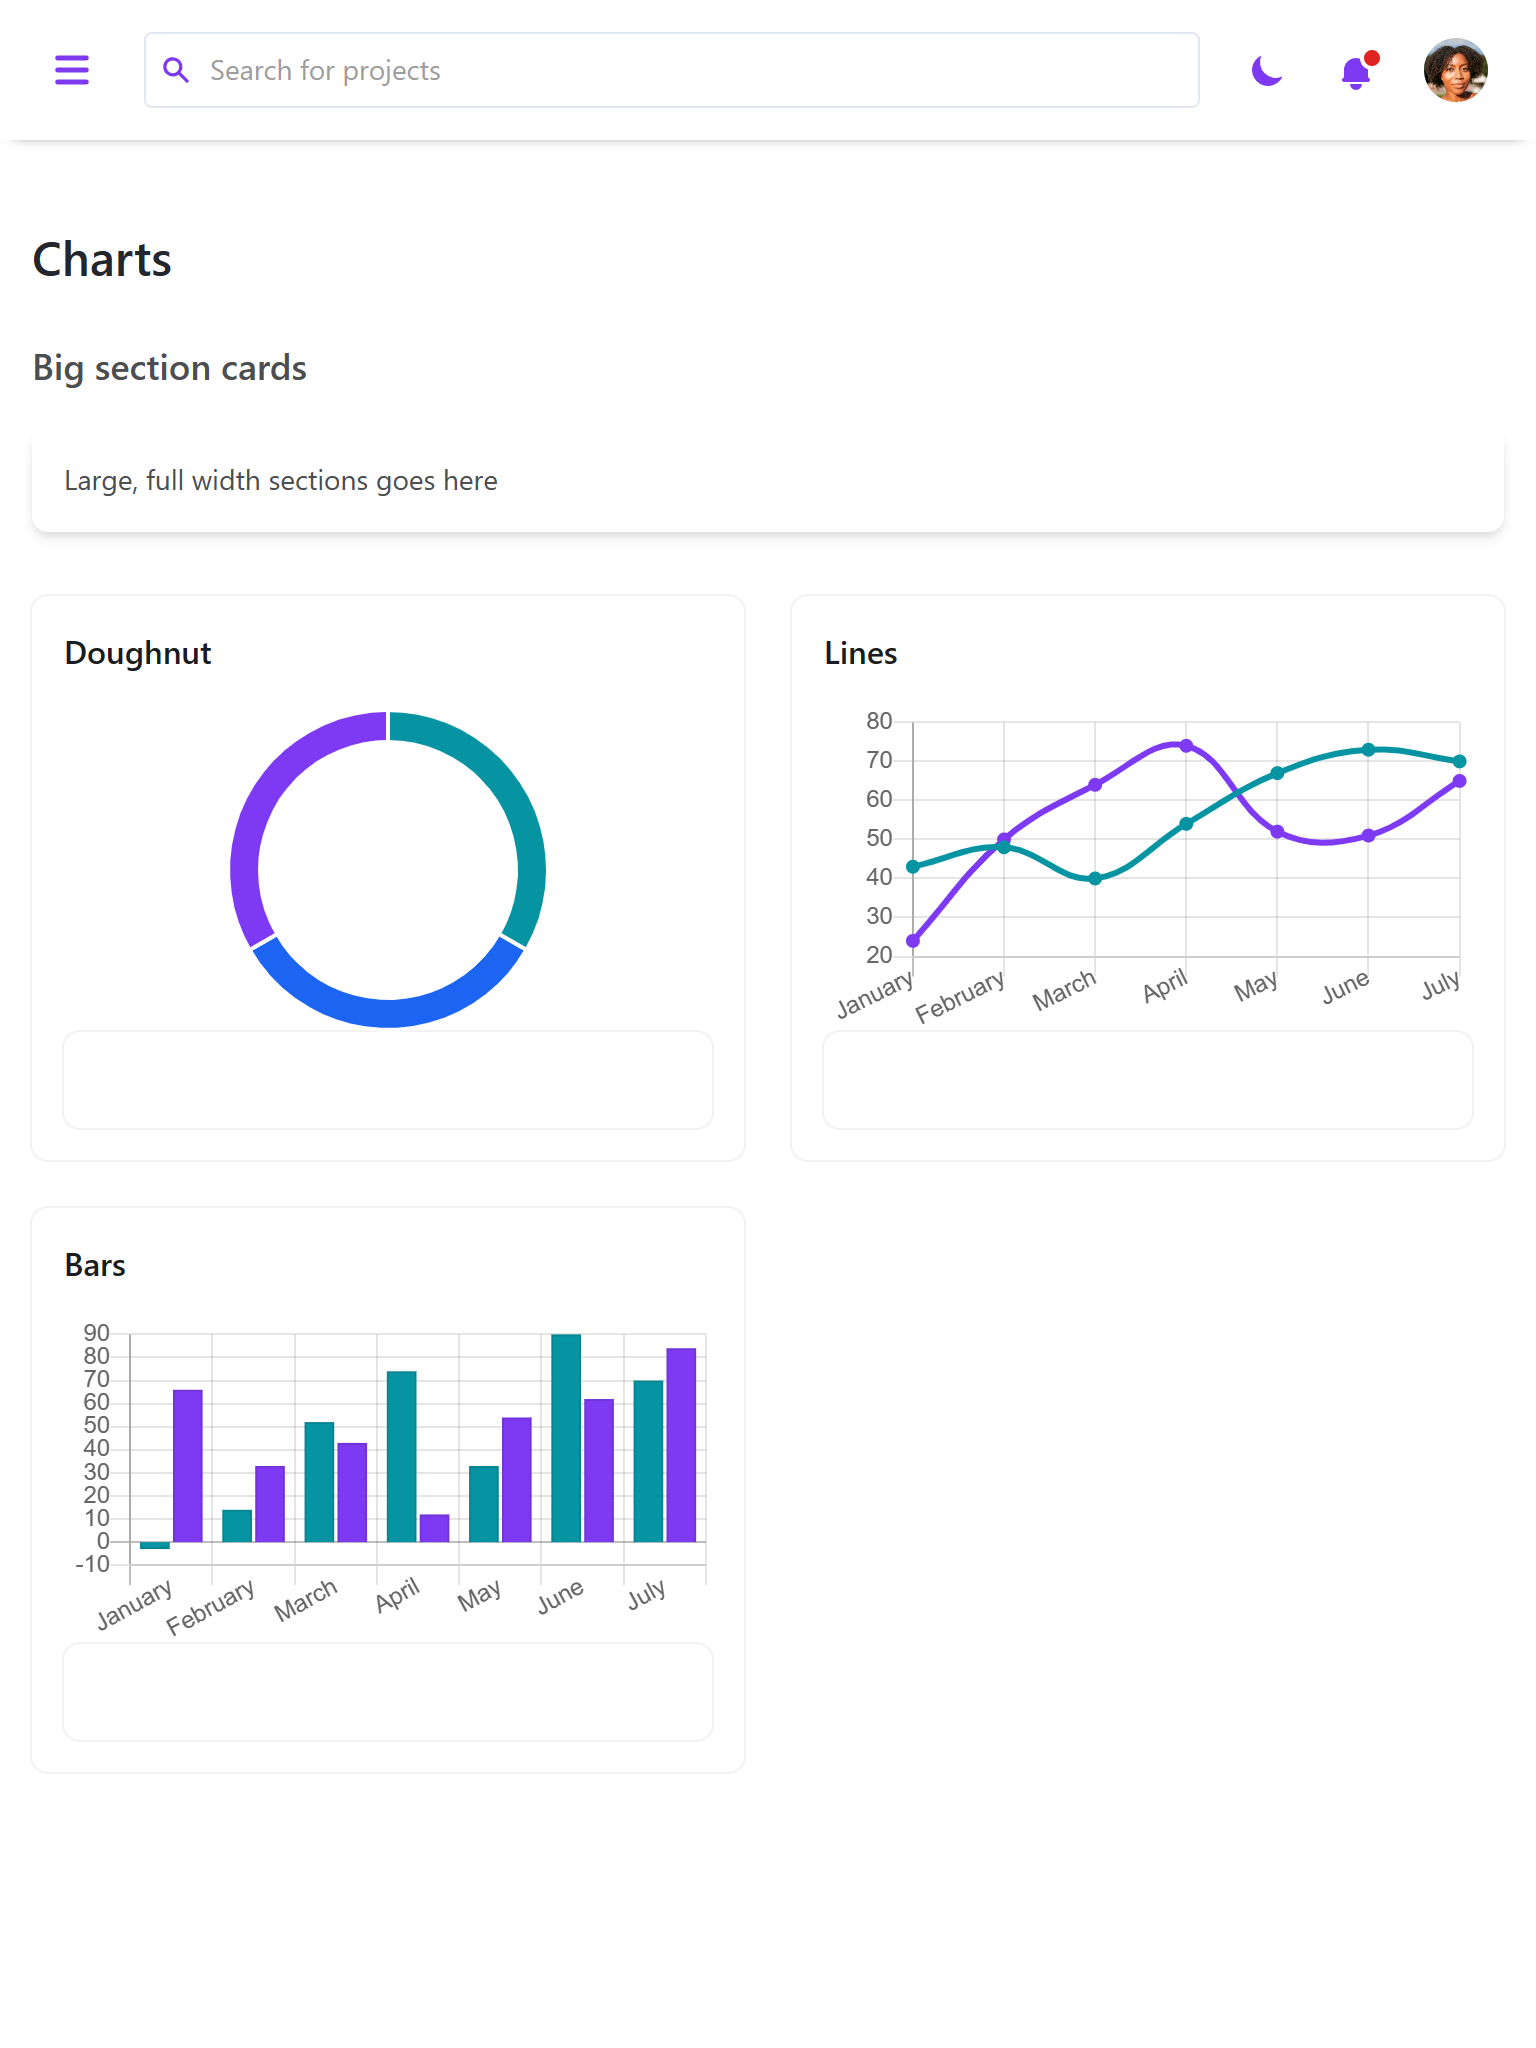 Search for projects
Charts
Big section cards
Large, full width sections goes here
Doughnut
Lines
80
70
60
50
40
30
20
January February March April May June July
Bars
90
80
70
60
50
40
30
20
10
0
-10
January February March April May June July